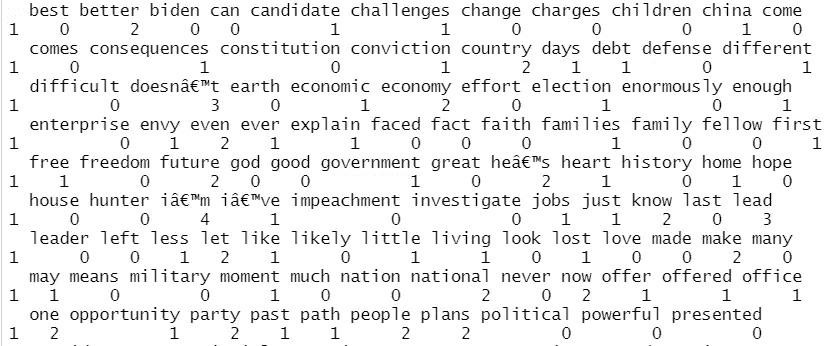 best better biden can candidate challenges change charges children china come
1 0 2 0 0 1 1 0 0 0 1 0
comes consequences constitution conviction country days debt defense different
1 0 1 0 1 2 1 1 0 1
difficult doesnâ€™t earth economic economy effort election enormously enough
1 0 3 0 1 2 0 1 0 1
enterprise envy even ever explain faced fact faith families family fellow first
1 0 1 2 1 1 0 0 0 1 0 0 1
free freedom future god good government great heâ€™s heart history home hope
1 1 0 2 0 0 1 0 2 1 0 1 0
house hunter iâ€™m iâ€™ve impeachment investigate jobs just know last lead
1 0 0 4 1 0 0 1 1 2 0 3
leader left less let like likely little living look lost love made make many
1 0 0 1 2 1 0 1 1 0 1 0 0 2 0
may means military moment much nation national never now offer offered office
1 1 0 0 1 0 0 2 0 2 1 1 1
one opportunity party past path people plans political powerful presented
1 2 1 2 1 1 2 2 0 0 0